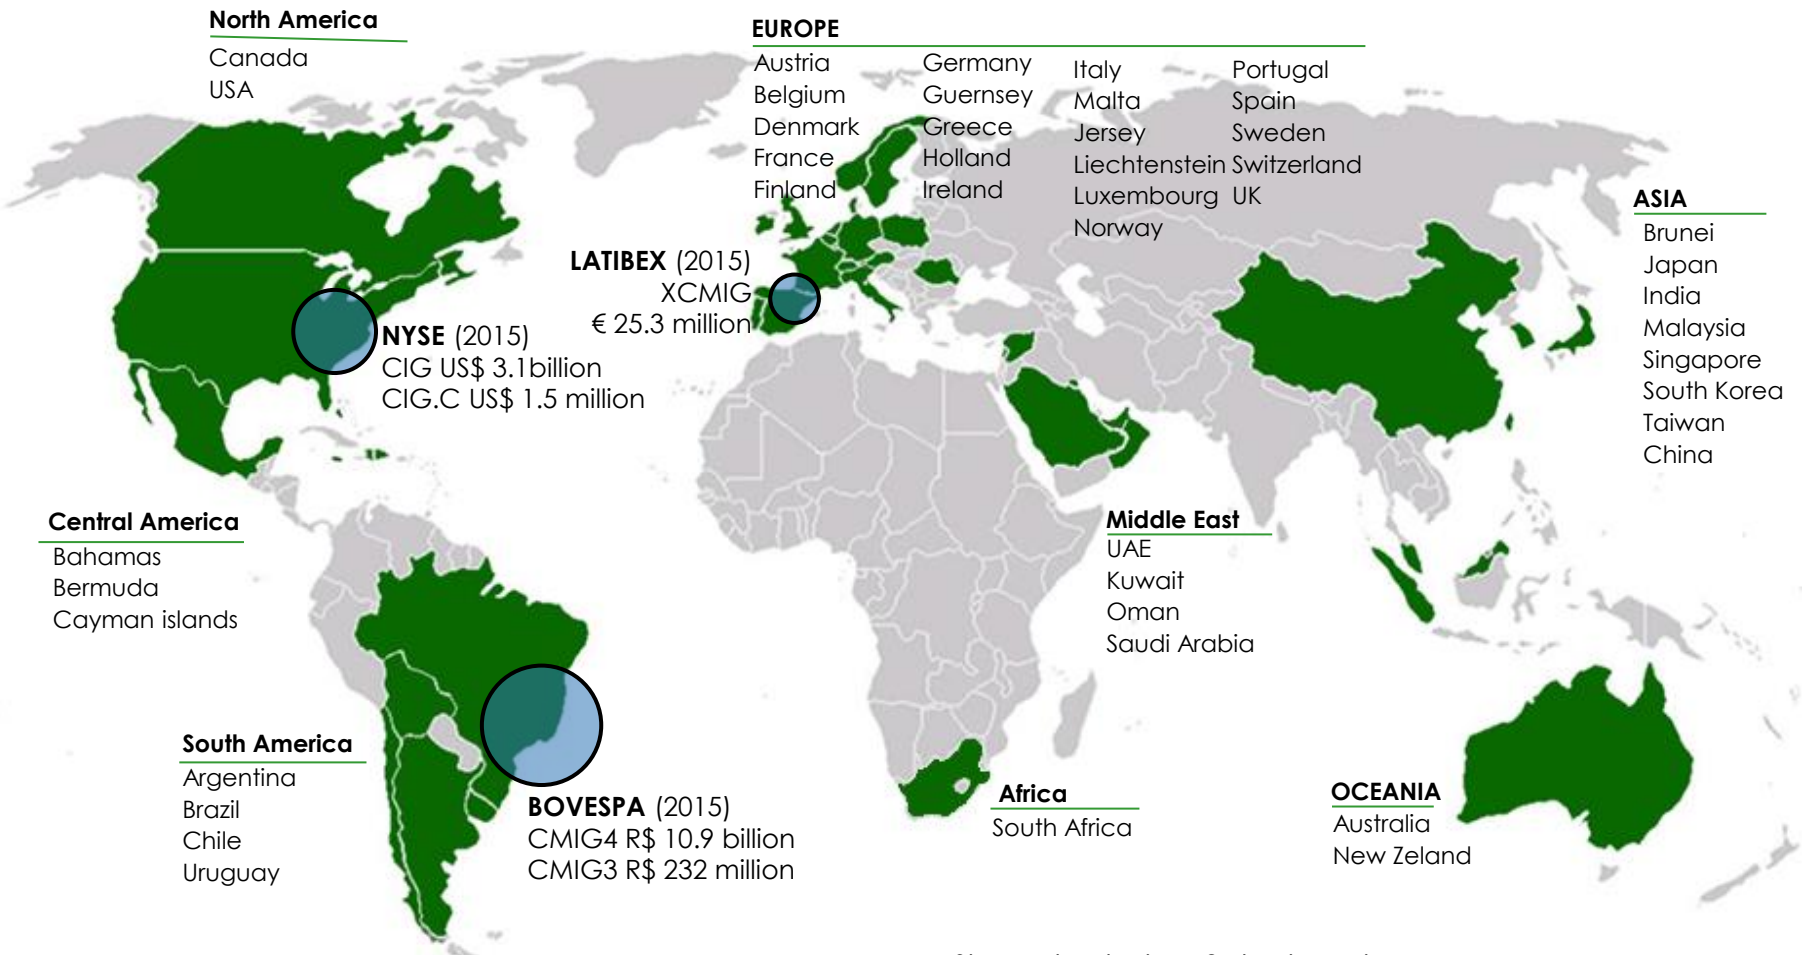 North America
Canada
USA
EUROPE
Austria
Belgium
Denmark
France
Finland
Germany
Guernsey
Greece
Holland
Ireland
Italy
Malta
Jersey
Liechtenstein
Luxembourg
Norway
Portugal
Spain
Sweden
Switzerland
UK
ASIA
Brunei
Japan
India
Malaysia
Singapore
South Korea
Taiwan
China
LATIBEX (2015)
XCMIG
€ 25.3 million
NYSE (2015)
CIG US$ 3.1billion
CIG.C US$ 1.5 million
Central America
Bahamas
Bermuda
Cayman islands
Middle East
UAE
Kuwait
Oman
Saudi Arabia
South America
Argentina
Brazil
Chile
Uruguay
BOVESPA (2015)
CMIG4 R$ 10.9 billion
CMIG3 R$ 232 million
Africa
South Africa
OCEANIA
Australia
New Zeland